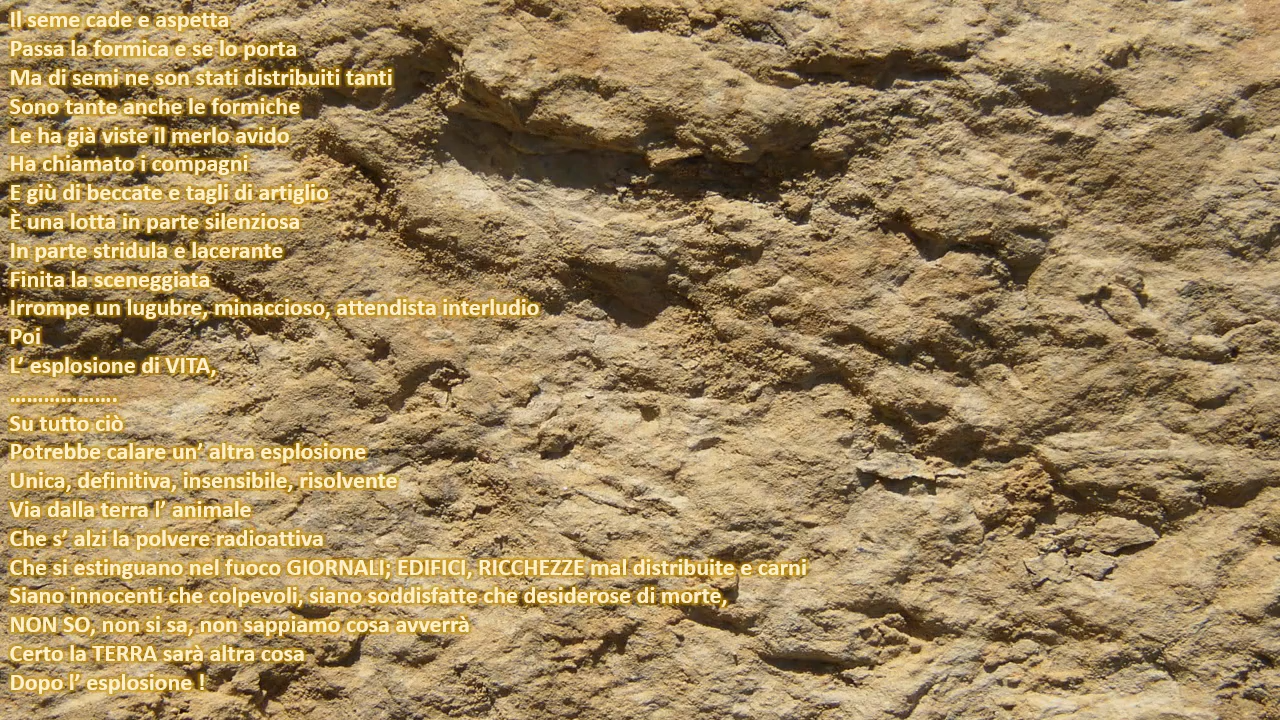 Il seme cade e aspetta
Passa la formica e se lo porta
Ma di semi ne son stati distribuiti tanti
Sono tante anche le formiche
Le ha già viste il merlo avido
Ha chiamato i compagni
E giù di beccate e tagli di artiglio
È una lotta in parte silenziosa
In parte stridula e lacerante
Finita la sceneggiata
Irrompe un lugubre, minaccioso, attendista interludio
Poi
L’ esplosione di VITA,
……………….
Su tutto ciò
Potrebbe calare un’ altra esplosione
Unica, definitiva, insensibile, risolvente
Via dalla terra l’ animale
Che s’ alzi la polvere radioattiva
Che si estinguano nel fuoco GIORNALI; EDIFICI, RICCHEZZE mal distribuite e carni
Siano innocenti che colpevoli, siano soddisfatte che desiderose di morte,
NON SO, non si sa, non sappiamo cosa avverrà
Certo la TERRA sarà altra cosa
Dopo l’ esplosione !